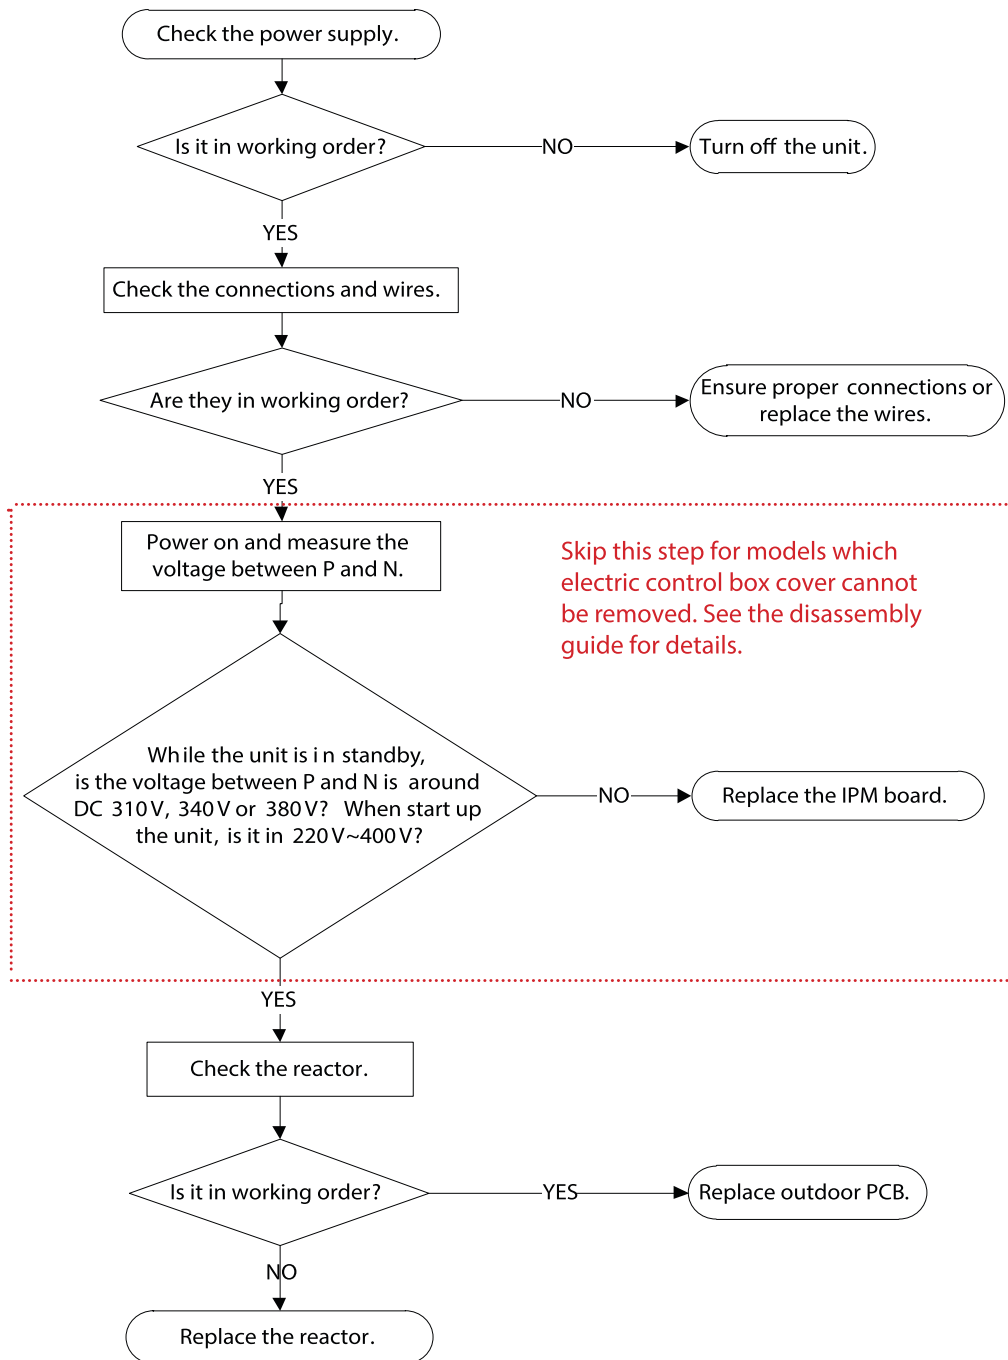 Check the power supply.
Is it in working order?
NO
Turn off the unit.
YES
Check the connections and wires.
Are they in working order?
NO
Ensure proper connections or
replace the wires.
YES
Power on and measure the
voltage between P and N.
Skip this step for models which
electric control box cover cannot
be removed. See the disassembly
guide for details.
While the unit is in standby,
is the voltage between P and N is around
DC 310V, 340V or 380V? When start up
the unit, is it in 220V~400V?
NO
Replace the IPM board.
YES
Check the reactor.
Is it in working order?
YES
Replace outdoor PCB.
NO
Replace the reactor.